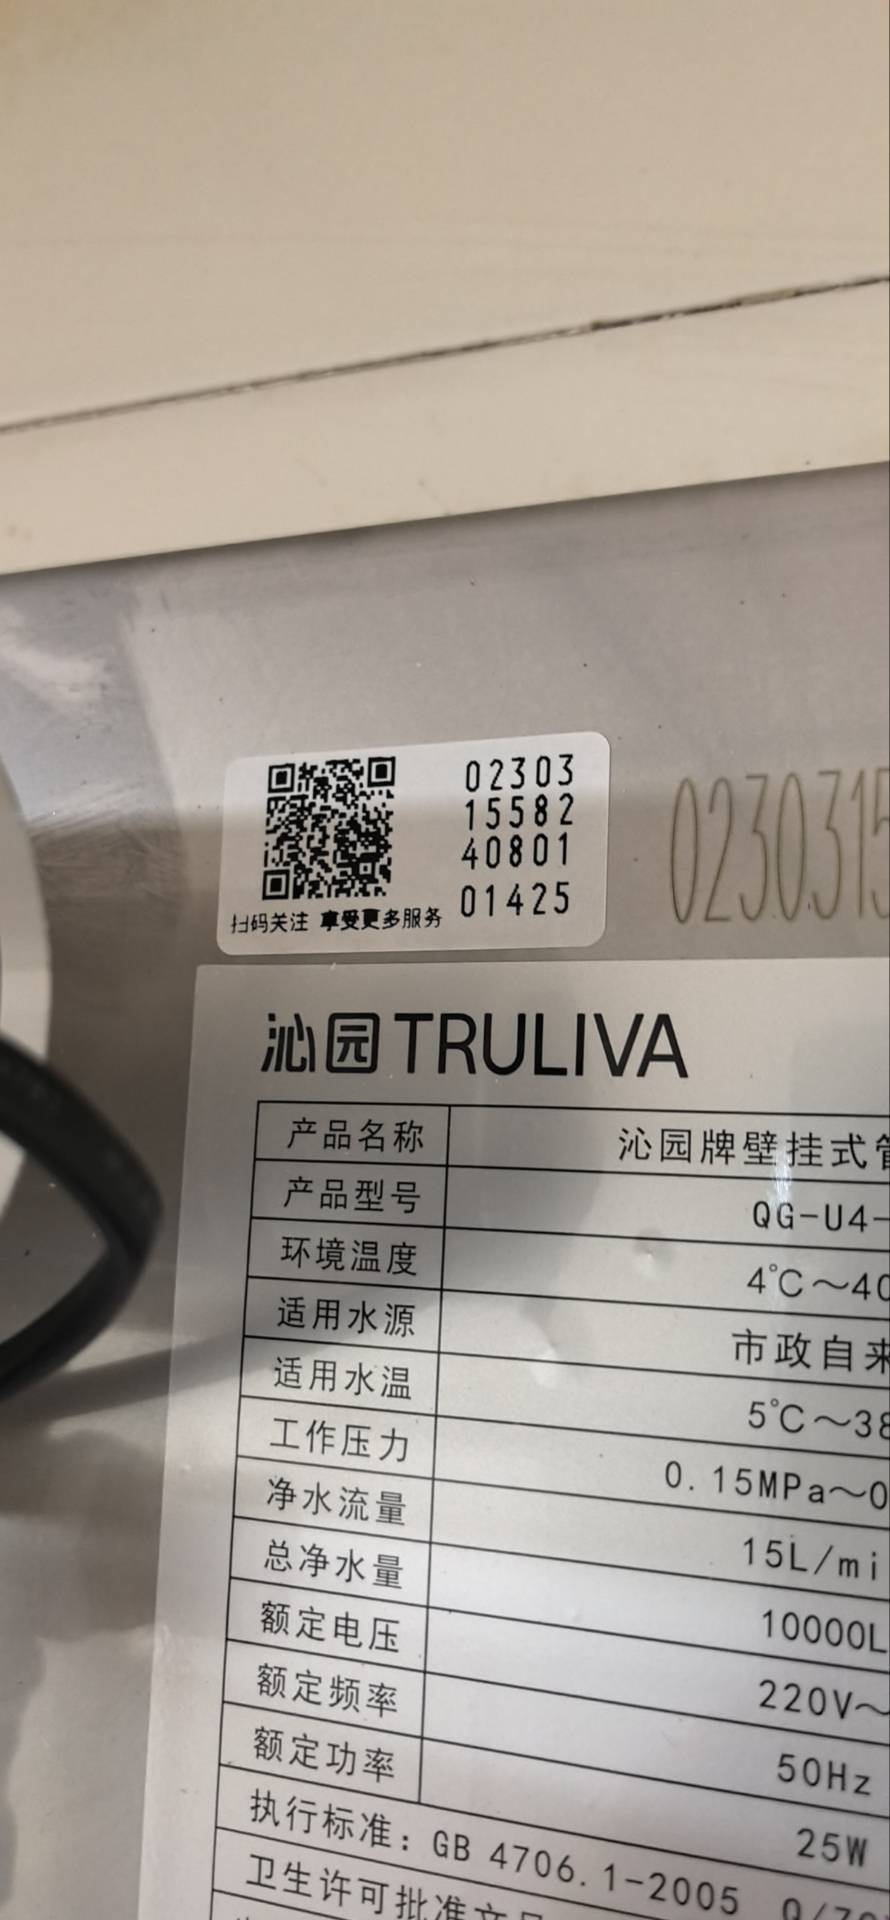 02303
15582
40801
01425
扫码关注 享受更多服务
0230315
沁园TRULIVA
产品名称 沁园牌壁挂式管
产品型号 QG-U4-
环境温度 4℃～40
适用水源 市政自来
适用水温 5℃～38
工作压力 0.15MPa～0
净水流量 15L/mi
总净水量 10000L
额定电压 220V～
额定频率 50Hz
额定功率 25W
执行标准：GB 4706.1-2005 Q/
卫生许可批准文